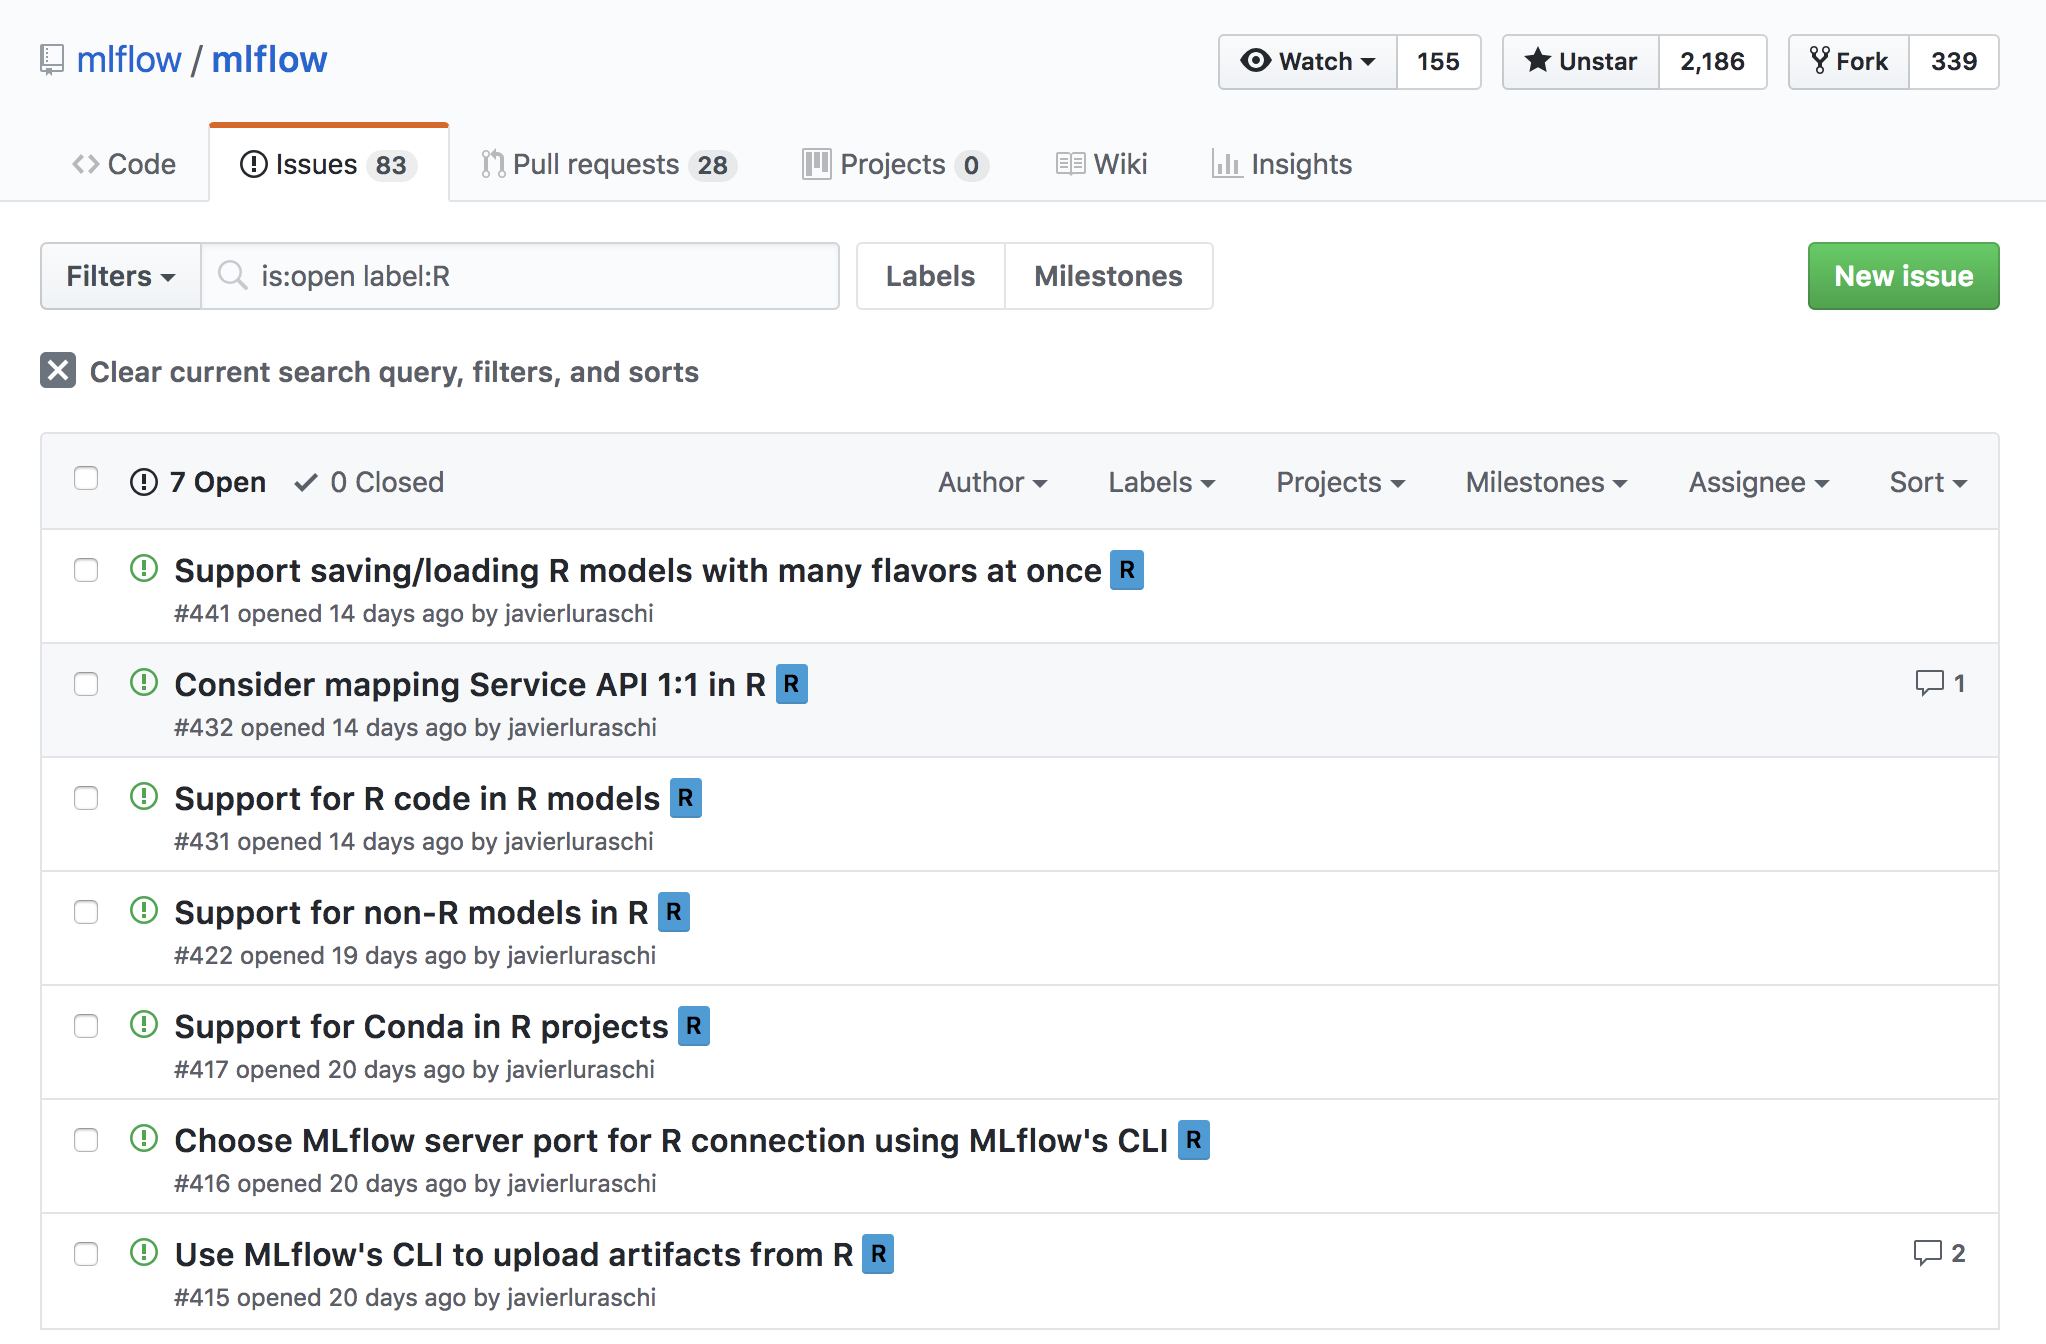 mlflow / mlflow
Watch 155 Unstar 2,186 Fork 339
Code Issues 83 Pull requests 28 Projects 0 Wiki Insights
Filters is:open label:R Labels Milestones New issue
Clear current search query, filters, and sorts
7 Open 0 Closed Author Labels Projects Milestones Assignee Sort
Support saving/loading R models with many flavors at once R
#441 opened 14 days ago by javierluraschi
Consider mapping Service API 1:1 in R R 1
#432 opened 14 days ago by javierluraschi
Support for R code in R models R
#431 opened 14 days ago by javierluraschi
Support for non-R models in R R
#422 opened 19 days ago by javierluraschi
Support for Conda in R projects R
#417 opened 20 days ago by javierluraschi
Choose MLflow server port for R connection using MLflow's CLI R
#416 opened 20 days ago by javierluraschi
Use MLflow's CLI to upload artifacts from R R 2
#415 opened 20 days ago by javierluraschi